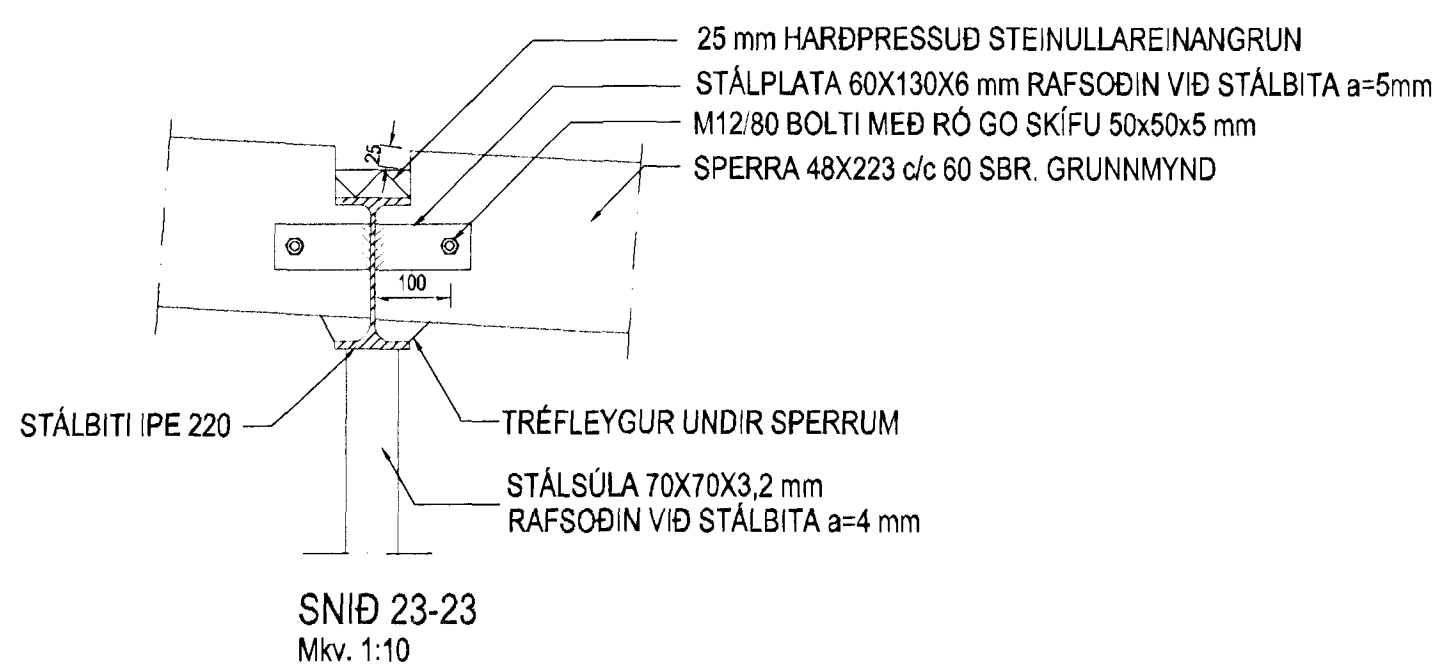 25 mm HARÐPRESSUÐ STEINULLAREINANGRUN
STÁLPLATA 60X130X6 mm RAFSOÐIN VIÐ STÁLBITA a=5mm
M12/80 BOLTI MEÐ RÓ GO SKÍFU 50x50x5 mm
SPERRA 48X223 c/c 60 SBR. GRUNNMYND
25
100
STÁLBITI IPE 220
TRÉFLEYGUR UNDIR SPERRUM
STÁLSÚLA 70X70X3,2 mm
RAFSOÐIN VIÐ STÁLBITA a=4 mm
SNIÐ 23-23
Mkv. 1:10